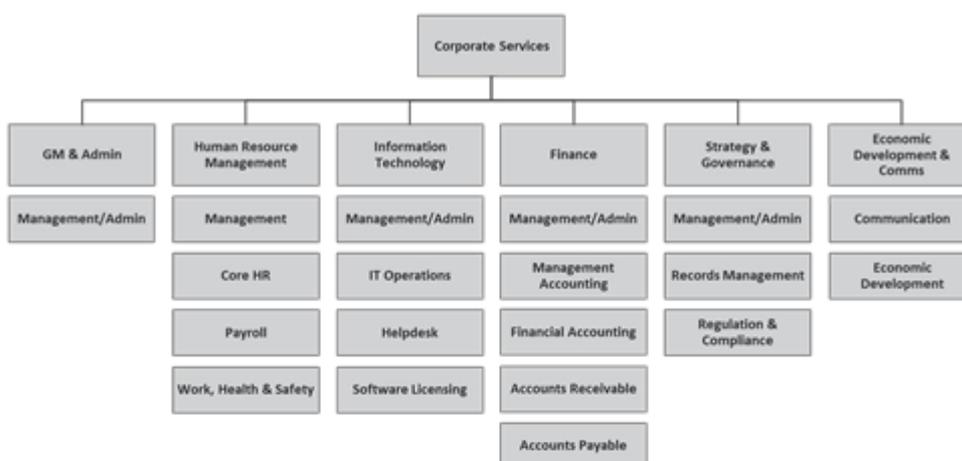 Corporate Services
GM & Admin
Human Resource
Management
Information
Technology
Finance
Strategy &
Governance
Economic
Development &
Comms
Management/Admin
Management
Management/Admin
Management/Admin
Management/Admin
Communication
Core HR
IT Operations
Management
Accounting
Records Management
Economic
Development
Payroll
Helpdesk
Financial Accounting
Regulation &
Compliance
Work, Health & Safety
Software Licensing
Accounts Receivable
Accounts Payable